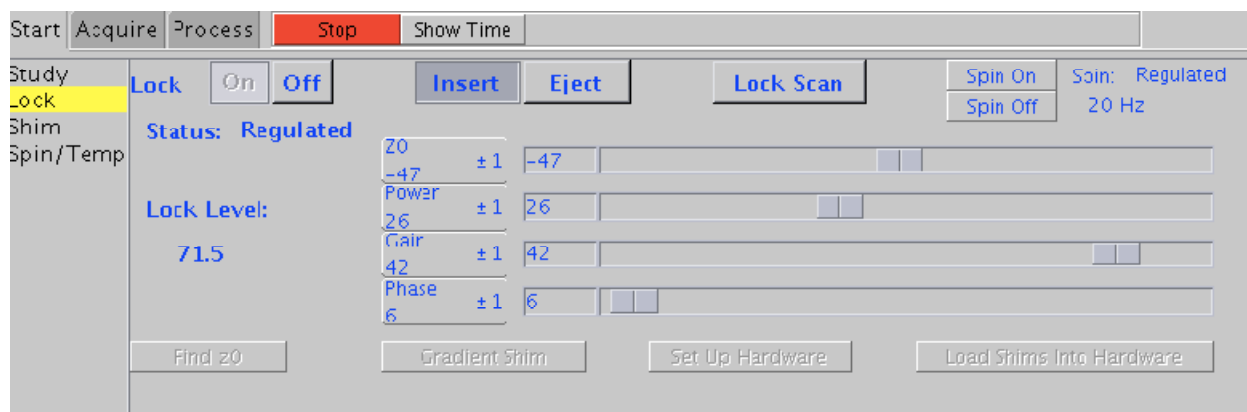 Start Acquire Process Stop Show Time
Study
Lock
Shim
Spin/Temp
Lock On Off Insert Eject Lock Scan Spin On Spin: Regulated
Spin Off 20 Hz
Status: Regulated
Z0
-47 ±1 -47
Lock Level:
71.5
Power
26 ±1 26
Gain
42 ±1 42
Phase
6 ±1 6
Find z0 Gradient Shim Set Up Hardware Load Shims Into Hardware